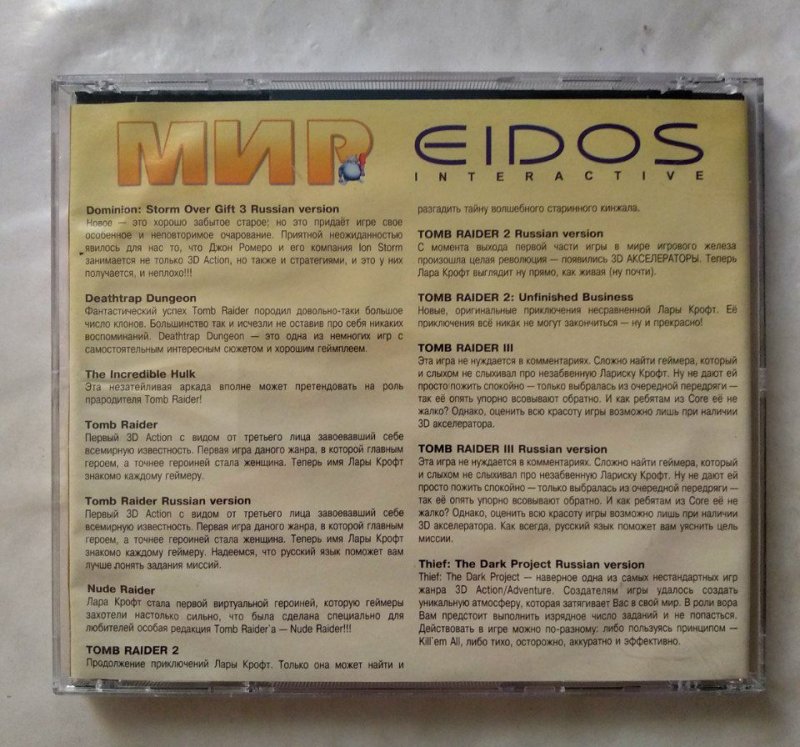 МИР
EIDOS
INTERACTIVE
Dominion: Storm Over Gift 3 Russian version
Новое — это хорошо забытое старое; но это придаёт игре свое
особенное и неповторимое очарование. Приятной неожиданностью
явилось для нас то, что Джон Ромеро и его компания Ion Storm
занимается не только 3D Action, но также и стратегиями, и это у них
получается, и неплохо!!!
Deathtrap Dungeon
Фантастический успех Tomb Raider породил довольно-таки большое
число клонов. Большинство так и исчезли не оставив про себя никаких
воспоминаний. Deathtrap Dungeon — это одна из немногих игр с
самостоятельным интересным сюжетом и хорошим геймплеем.
The Incredible Hulk
Эта незатейливая аркада вполне может претендовать на роль
прародителя Tomb Raider!
Tomb Raider
Первый 3D Action с видом от третьего лица завоевавший себе
всемирную известность. Первая игра даного жанра, в которой главным
героем, а точнее героиней стала женщина. Теперь имя Лары Крофт
знакомо каждому геймеру.
Tomb Raider Russian version
Первый 3D Action с видом от третьего лица завоевавший себе
всемирную известность. Первая игра даного жанра, в которой главным
героем, а точнее героиней стала женщина. Теперь имя Лары Крофт
знакомо каждому геймеру. Надеемся, что русский язык поможет вам
лучше понять задания миссий.
Nude Raider
Лара Крофт стала первой виртуальной героиней, которую геймеры
захотели настолько сильно, что была сделана специально для
любителей особая редакция Tomb Raider`a — Nude Raider!!!
TOMB RAIDER 2
Продолжение приключений Лары Крофт. Только она может найти и
разгадить тайну волшебного старинного кинжала.
TOMB RAIDER 2 Russian version
С момента выхода первой части игры в мире игрового железа
произошла целая революция — появились 3D АКСЕЛЕРАТОРЫ. Теперь
Лара Крофт выглядит ну прямо, как живая (ну почти).
TOMB RAIDER 2: Unfinished Business
Новые, оригинальные приключения несравненной Лары Крофт. Её
приключения всё никак не могут закончиться — ну и прекрасно!
TOMB RAIDER III
Эта игра не нуждается в комментариях. Сложно найти геймера, который
и слыхом не слыхивал про незабвенную Лариску Крофт. Ну не дают ей
просто пожить спокойно — только выбралась из очередной передряги —
так её опять упорно всовывают обратно. И как ребятам из Core её не
жалко? Однако, оценить всю красоту игры возможно лишь при наличии
3D акселератора.
TOMB RAIDER III Russian version
Эта игра не нуждается в комментариях. Сложно найти геймера, который
и слыхом не слыхивал про незабвенную Лариску Крофт. Ну не дают ей
просто пожить спокойно — только выбралась из очередной передряги —
так её опять упорно всовывают обратно. И как ребятам из Core её не
жалко? Однако, оценить всю красоту игры возможно лишь при наличии
3D акселератора. Как всегда, русский язык поможет вам уяснить цель
миссии.
Thief: The Dark Project Russian version
Thief: The Dark Project — наверное одна из самых нестандартных игр
жанра 3D Action/Adventure. Создателям игры удалось создать
уникальную атмосферу, которая затягивает Вас в свой мир. В роли вора
Вам предстоит выполнить изрядное число заданий и не попасться.
Действовать в игре можно по-разному: либо пользуясь принципом —
Kill`em All, либо тихо, осторожно, аккуратно и эффективно.